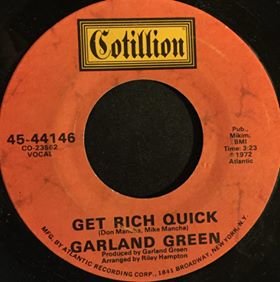 Cotillion
45-44146
CO-23562
VOCAL
Pub.,
Mikim,
BMI
Time: 3:23
℗ 1972
Atlantic
GET RICH QUICK
(Don Mancha, Mike Mancha)
GARLAND GREEN
Produced by Garland Green
Arranged by Riley Hampton
MFG. BY ATLANTIC RECORDING CORP., 1841 BROADWAY, NEW YORK, N.Y.